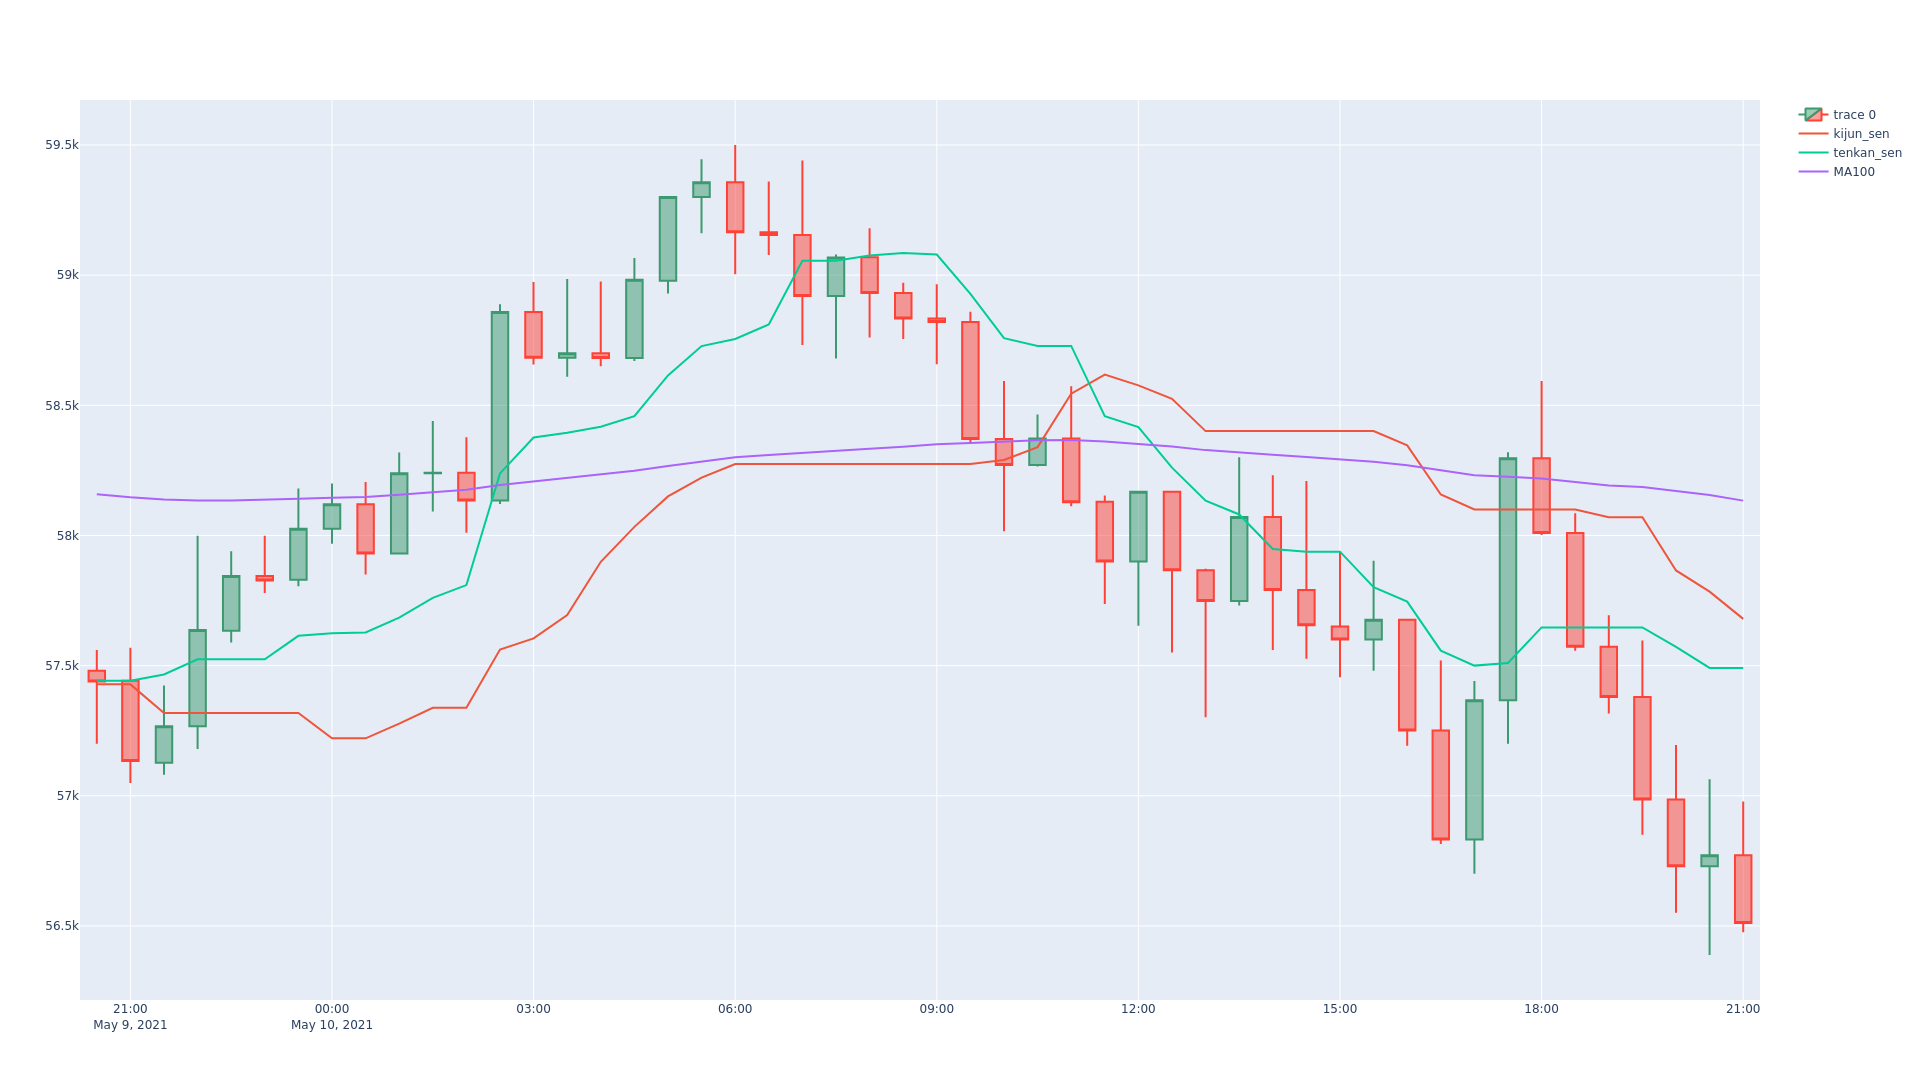 59.5k
59k
58.5k
58k
57.5k
57k
56.5k
21:00 00:00 03:00 06:00 09:00 12:00 15:00 18:00 21:00
May 9, 2021 May 10, 2021
trace 0
kijun_sen
tenkan_sen
MA100